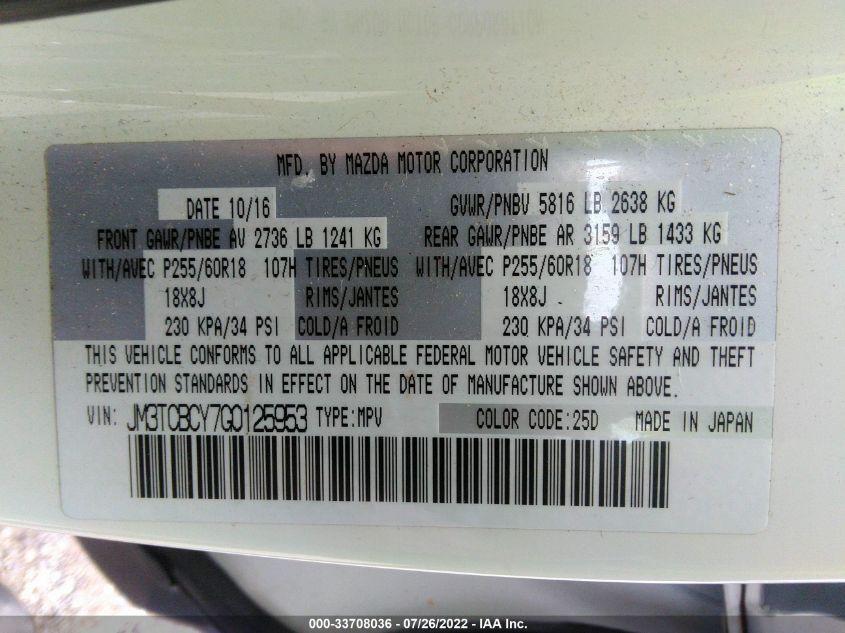 MFD. BY MAZDA MOTOR CORPORATION
DATE 10/16 GVWR/PNBV 5816 LB 2638 KG
FRONT GAWR/PNBE AV 2736 LB 1241 KG REAR GAWR/PNBE AR 3159 LB 1433 KG
WITH/AVEC P255/60R18 107H TIRES/PNEUS WITH/AVEC P255/60R18 107H TIRES/PNEUS
18X8J RIMS/JANTES 18X8J RIMS/JANTES
230 KPA/34 PSI COLD/A FROID 230 KPA/34 PSI COLD/A FROID
THIS VEHICLE CONFORMS TO ALL APPLICABLE FEDERAL MOTOR VEHICLE SAFETY AND THEFT
PREVENTION STANDARDS IN EFFECT ON THE DATE OF MANUFACTURE SHOWN ABOVE.
VIN: JM3TCBCY7G0125953 TYPE:MPV COLOR CODE:25D MADE IN JAPAN
000-33708036 - 07/26/2022 - IAA Inc.